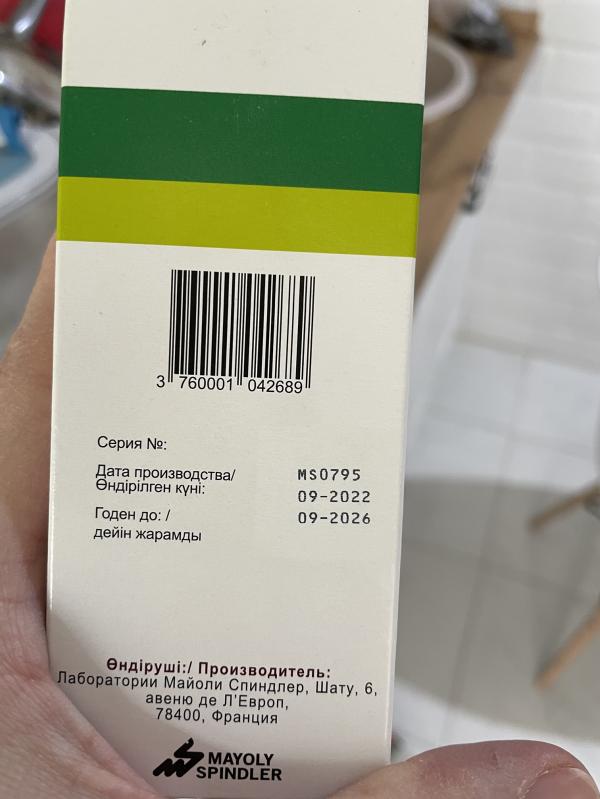 3 760001 042689
Серия №:
MS0795
Дата производства/
Өндірілген күні:
09-2022
Годен до: /
дейін жарамды
09-2026
Өндіруші:/ Производитель:
Лаборатории Майоли Спиндлер, Шату, 6,
авеню де Л’Европ,
78400, Франция
MAYOLY
SPINDLER